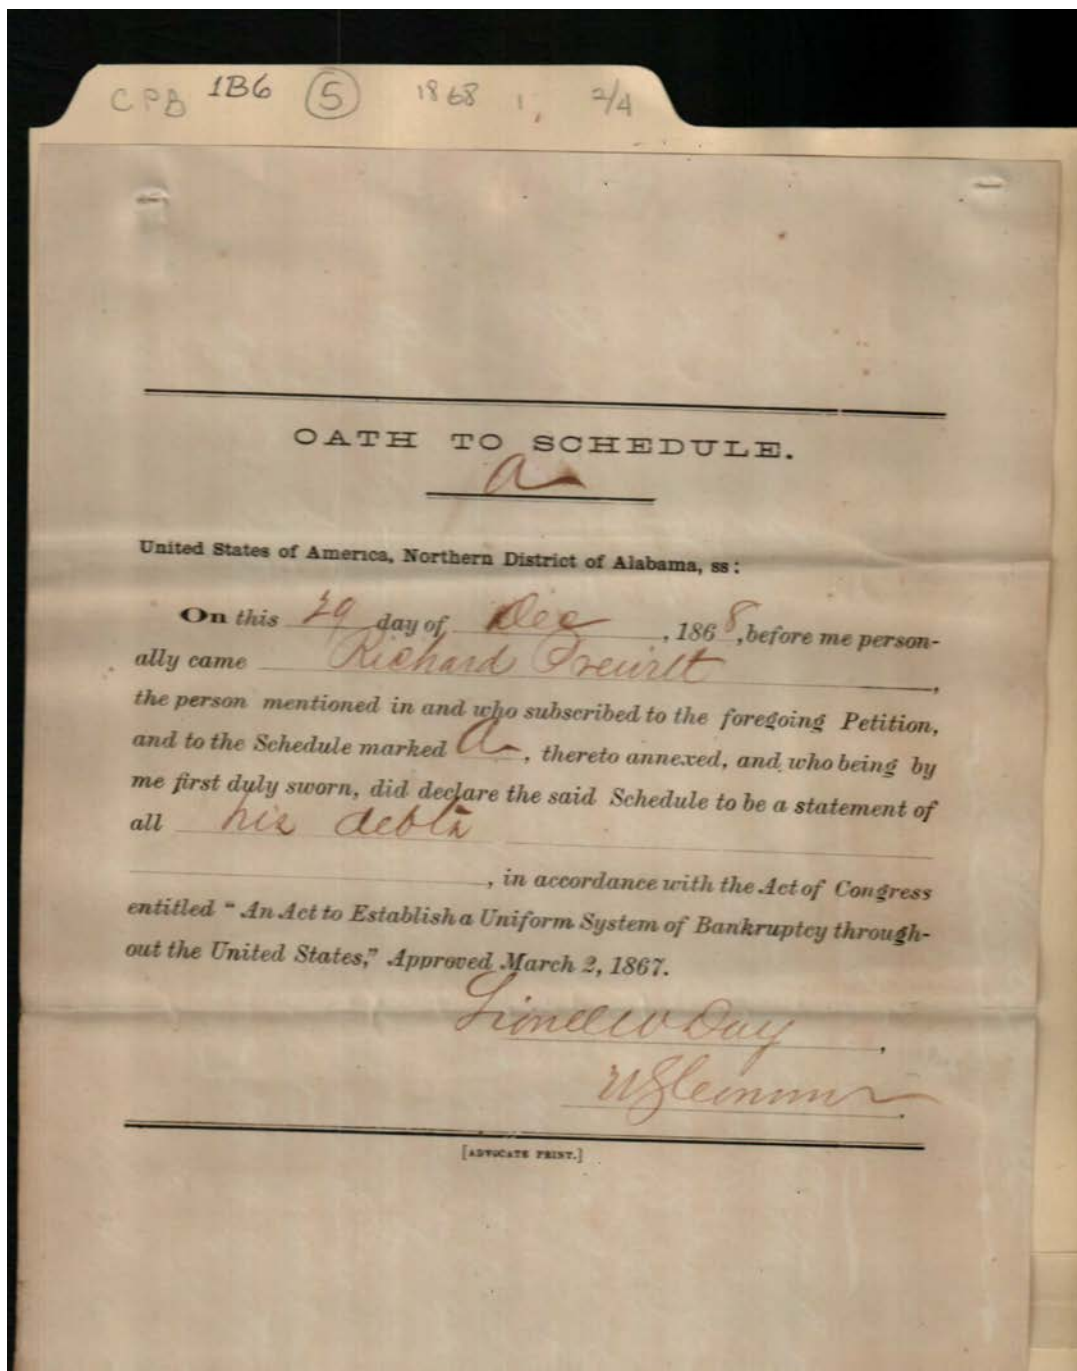 CPB 1B6 5 1868 1, 2/4
OATH TO SCHEDULE.
a
United States of America, Northern District of Alabama, ss:
On this 29 day of Dec, 1868, before me person-
ally came Richard Prewitt,
the person mentioned in and who subscribed to the foregoing Petition,
and to the Schedule marked A, thereto annexed, and who being by
me first duly sworn, did declare the said Schedule to be a statement of
all his debts
, in accordance with the Act of Congress
entitled "An Act to Establish a Uniform System of Bankruptcy through-
out the United States," Approved March 2, 1867.
Lionel W Day,
[ADVOCATE PRINT.]